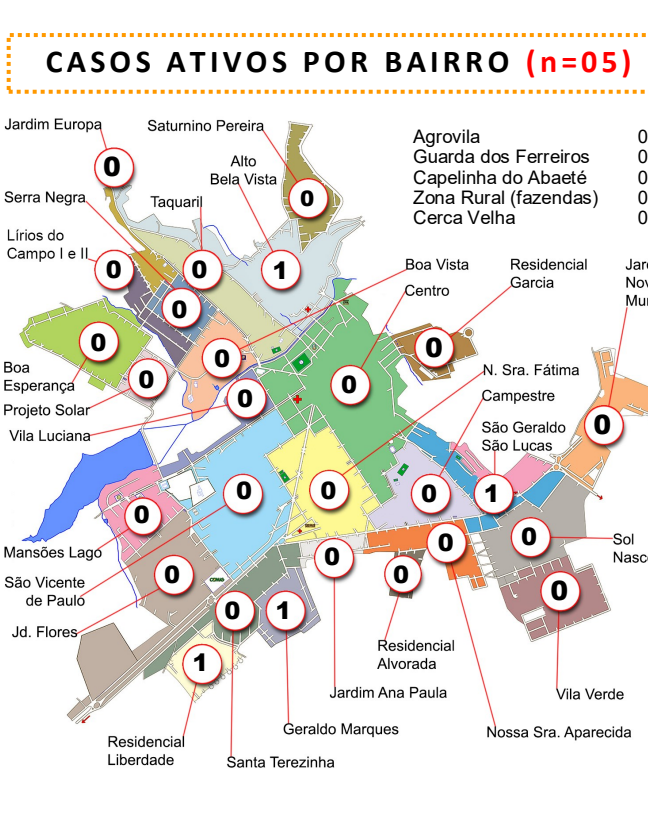 CASOS ATIVOS POR BAIRRO (n=05)
Jardim Europa
Saturnino Pereira
Alto
Bela Vista
Serra Negra
Taquaril
Lírios do
Campo I e II
Agrovila 0
Guarda dos Ferreiros 0
Capelinha do Abaeté 0
Zona Rural (fazendas) 0
Cerca Velha 0
0
0
0
0
1
0
Boa Vista
Centro
Residencial
Garcia
0
0
0
0
0
0
0
Boa
Esperança
Projeto Solar
Vila Luciana
N. Sra. Fátima
Campestre
São Geraldo
São Lucas
0
0
0
0
1
0
0
0
0
0
0
0
0
1
1
Mansões Lago
São Vicente
de Paulo
Jd. Flores
Sol
Residencial
Alvorada
Jardim Ana Paula
Vila Verde
Geraldo Marques
Nossa Sra. Aparecida
Residencial
Liberdade
Santa Terezinha